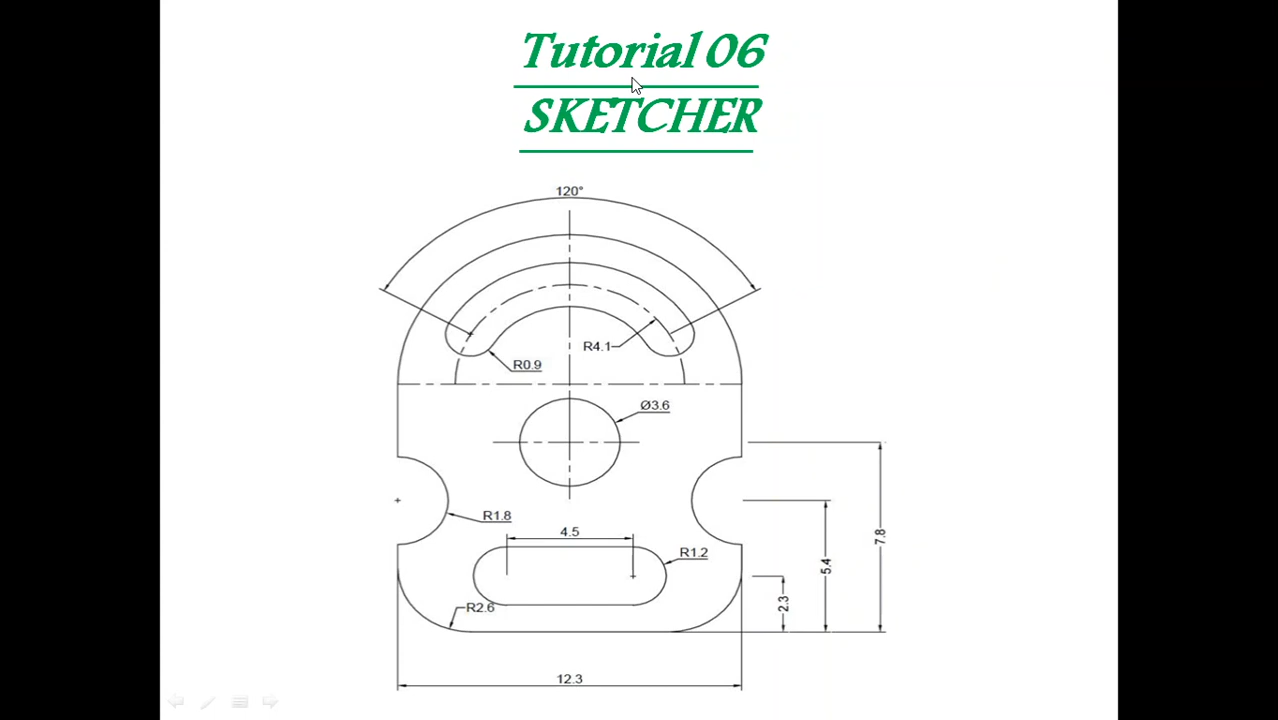 Tutorial 06
SKETCHER
120°
R4.1
R0.9
Ø3.6
R1.8
4.5
R1.2
7.8
5.4
2.3
R2.6
12.3